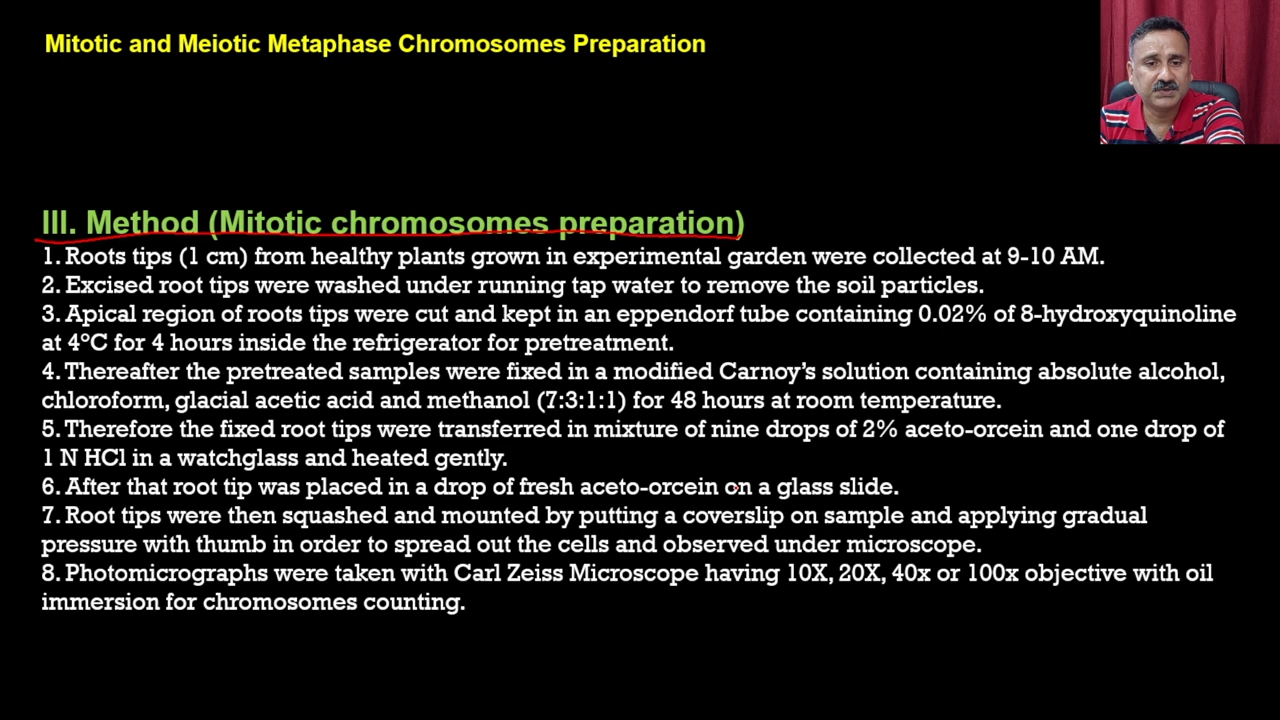 Mitotic and Meiotic Metaphase Chromosomes Preparation
III. Method (Mitotic chromosomes preparation)
1. Roots tips (1 cm) from healthy plants grown in experimental garden were collected at 9-10 AM.
2. Excised root tips were washed under running tap water to remove the soil particles.
3. Apical region of roots tips were cut and kept in an eppendorf tube containing 0.02% of 8-hydroxyquinoline
at 4°C for 4 hours inside the refrigerator for pretreatment.
4. Thereafter the pretreated samples were fixed in a modified Carnoy’s solution containing absolute alcohol,
chloroform, glacial acetic acid and methanol (7:3:1:1) for 48 hours at room temperature.
5. Therefore the fixed root tips were transferred in mixture of nine drops of 2% aceto-orcein and one drop of
1 N HCl in a watchglass and heated gently.
6. After that root tip was placed in a drop of fresh aceto-orcein on a glass slide.
7. Root tips were then squashed and mounted by putting a coverslip on sample and applying gradual
pressure with thumb in order to spread out the cells and observed under microscope.
8. Photomicrographs were taken with Carl Zeiss Microscope having 10X, 20X, 40x or 100x objective with oil
immersion for chromosomes counting.